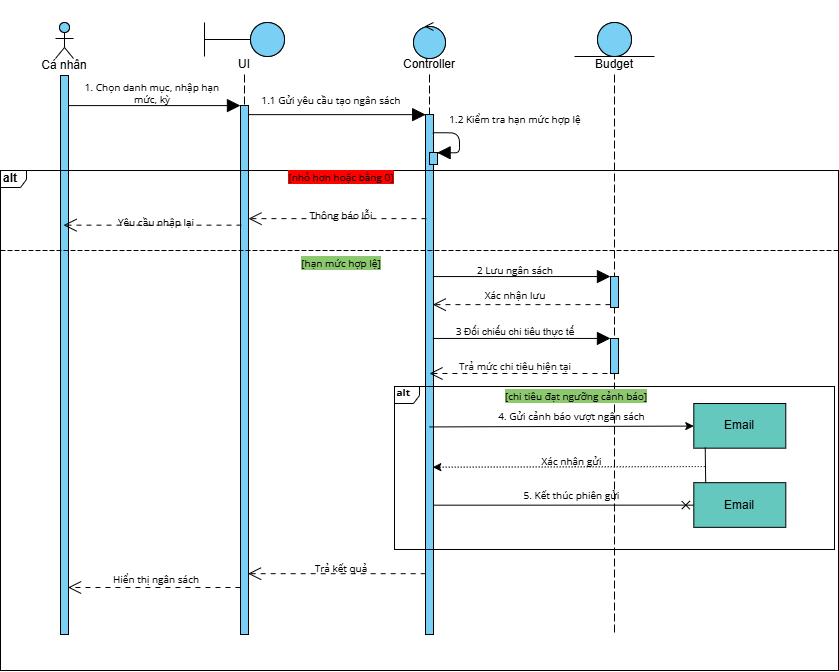 Cá nhân
UI
Controller
Budget
1. Chọn danh mục, nhập hạn
mức, kỳ
1.1 Gửi yêu cầu tạo ngân sách
1.2 Kiểm tra hạn mức hợp lệ
alt
[nhỏ hơn hoặc bằng 0]
Thông báo lỗi
Yêu cầu nhập lại
[hạn mức hợp lệ]
2 Lưu ngân sách
Xác nhận lưu
3 Đối chiếu chi tiêu thực tế
Trả mức chi tiêu hiện tại
alt
[chi tiêu đạt ngưỡng cảnh báo]
4. Gửi cảnh báo vượt ngân sách
Email
Xác nhận gửi
5. Kết thúc phiên gửi
Email
Trả kết quả
Hiển thị ngân sách